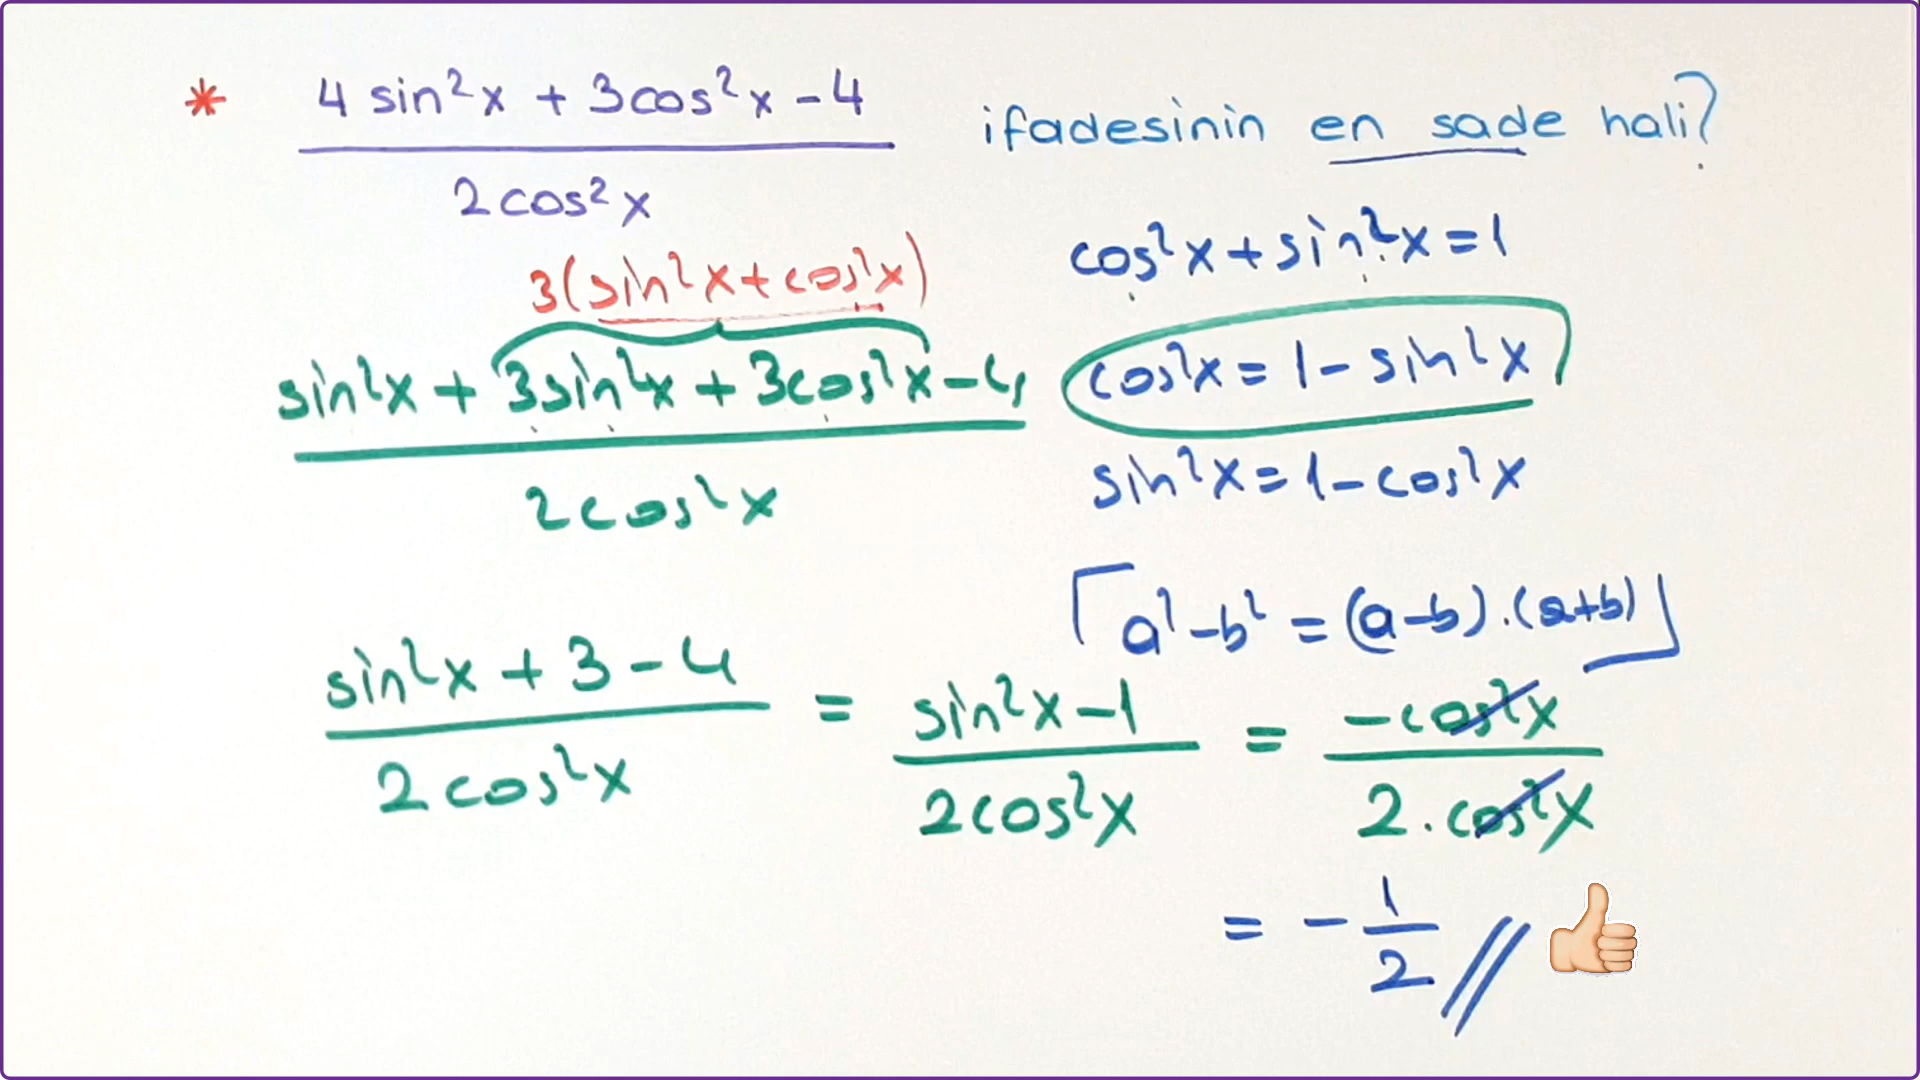 * (4 sin²x + 3cos²x - 4) / (2cos²x) ifadesinin en sade hali?
cos²x + sin²x = 1
3(sin²x + cos²x)
(sin²x + 3sin²x + 3cos²x - 4) / (2cos²x)
cos²x = 1 - sin²x
sin²x = 1 - cos²x
a² - b² = (a-b).(a+b)
(sin²x + 3 - 4) / (2cos²x) = (sin²x - 1) / (2cos²x) = (-cos²x) / (2.cos²x)
= - 1/2 //